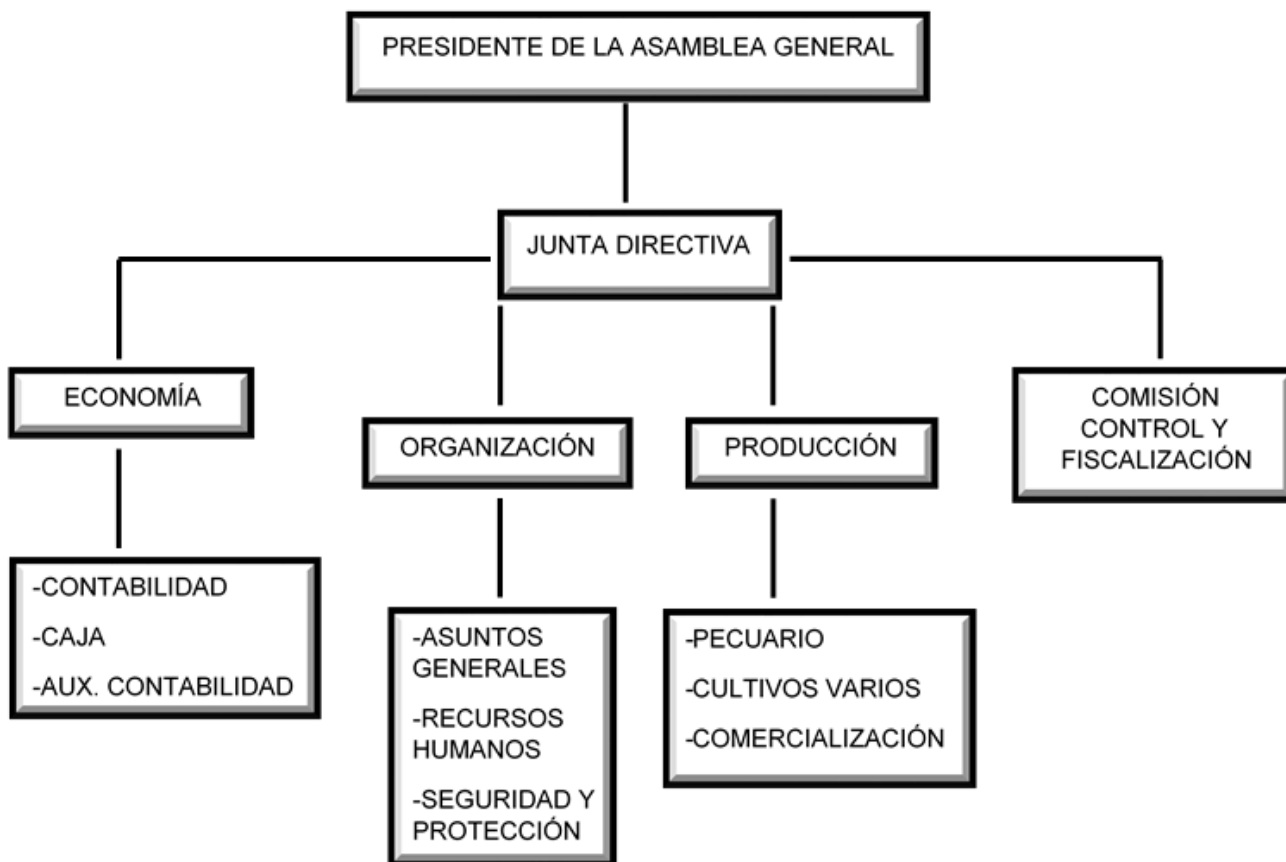 PRESIDENTE DE LA ASAMBLEA GENERAL
JUNTA DIRECTIVA
ECONOMÍA
ORGANIZACIÓN
PRODUCCIÓN
COMISIÓN
CONTROL Y
FISCALIZACIÓN
-CONTABILIDAD
-CAJA
-AUX. CONTABILIDAD
-ASUNTOS
GENERALES
-RECURSOS
HUMANOS
-SEGURIDAD Y
PROTECCIÓN
-PECUARIO
-CULTIVOS VARIOS
-COMERCIALIZACIÓN